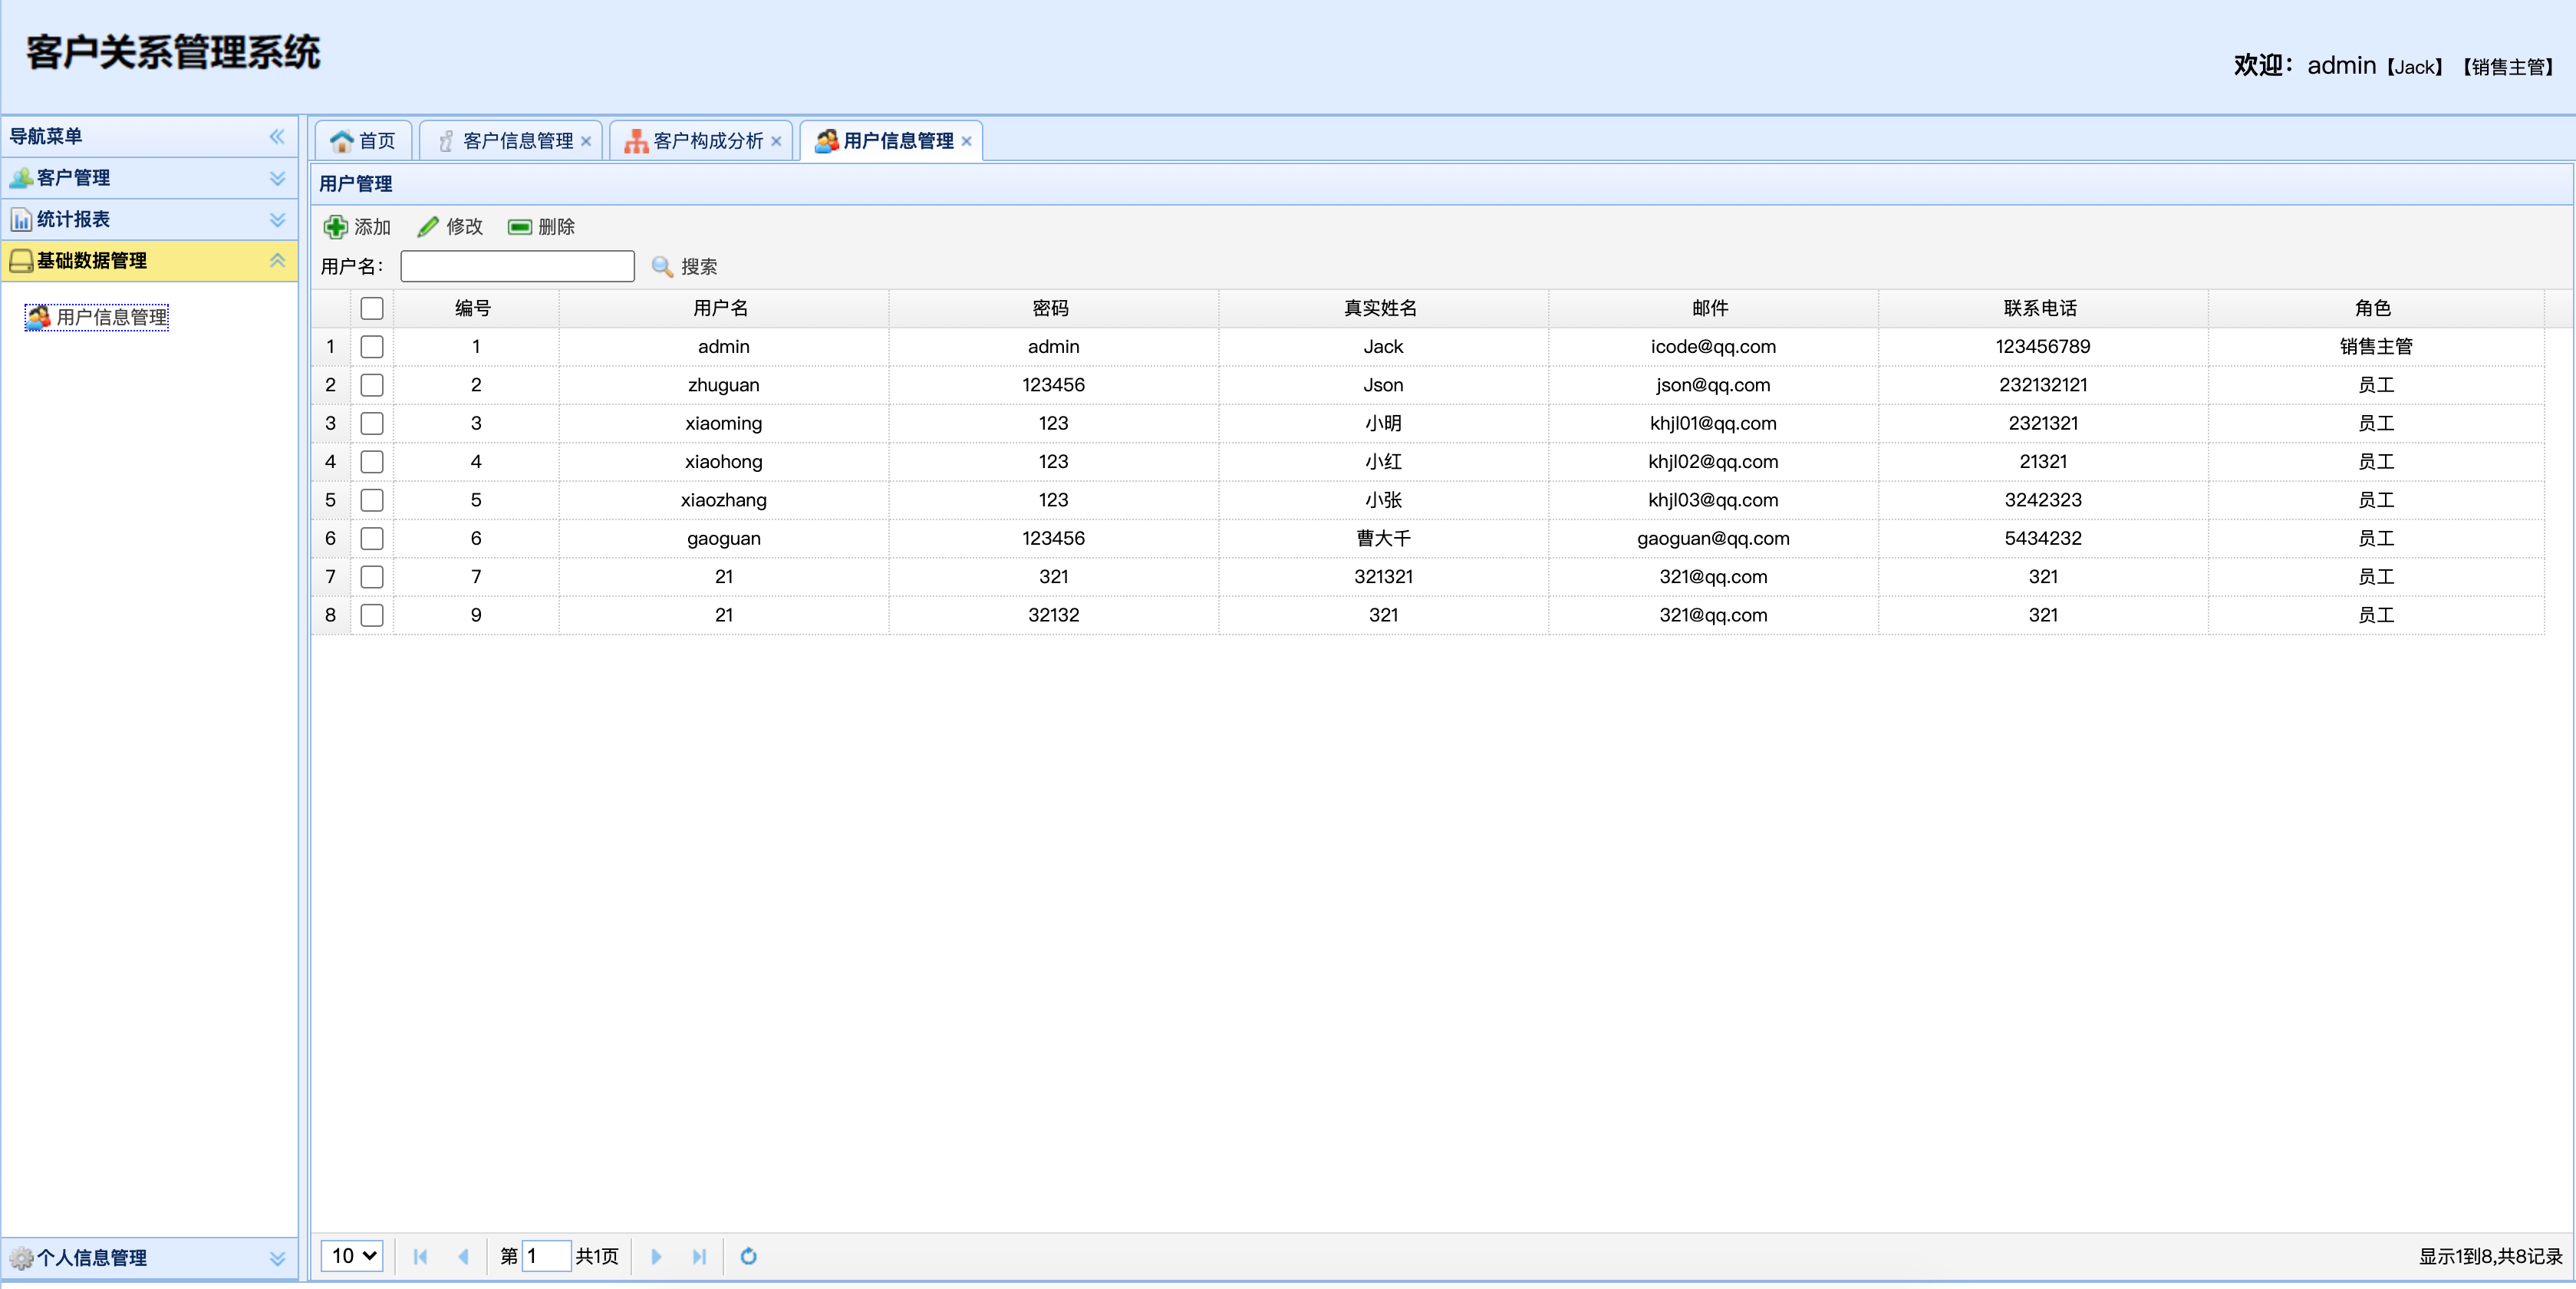 客户关系管理系统
欢迎：admin【Jack】【销售主管】
导航菜单
客户管理
统计报表
基础数据管理
用户信息管理
个人信息管理
首页 客户信息管理 客户构成分析 用户信息管理
用户管理
添加 修改 删除
用户名： 搜索
编号 用户名 密码 真实姓名 邮件 联系电话 角色
1 1 admin admin Jack icode@qq.com 123456789 销售主管
2 2 zhuguan 123456 Json json@qq.com 232132121 员工
3 3 xiaoming 123 小明 khjl01@qq.com 2321321 员工
4 4 xiaohong 123 小红 khjl02@qq.com 21321 员工
5 5 xiaozhang 123 小张 khjl03@qq.com 3242323 员工
6 6 gaoguan 123456 曹大千 gaoguan@qq.com 5434232 员工
7 7 21 321 321321 321@qq.com 321 员工
8 9 21 32132 321 321@qq.com 321 员工
10 第 1 共1页 显示1到8,共8记录